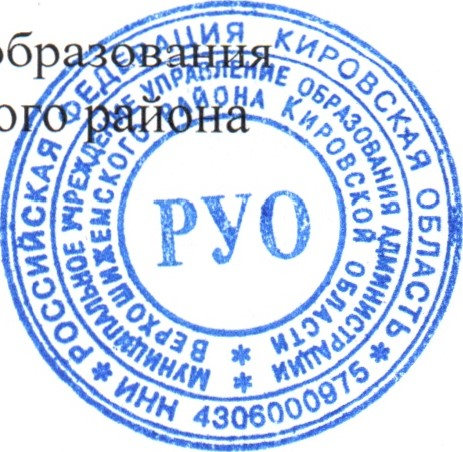 образования
ого района
* РОССИЙСКАЯ ФЕДЕРАЦИЯ КИРОВСКАЯ ОБЛАСТЬ *
ИНН 4306000975
* МУНИЦИПАЛЬНОЕ УЧРЕЖДЕНИЕ УПРАВЛЕНИЕ ОБРАЗОВАНИЯ АДМИНИСТРАЦИИ
* ВЕРХОШИЖЕМСКОГО РАЙОНА КИРОВСКОЙ ОБЛАСТИ
РУО